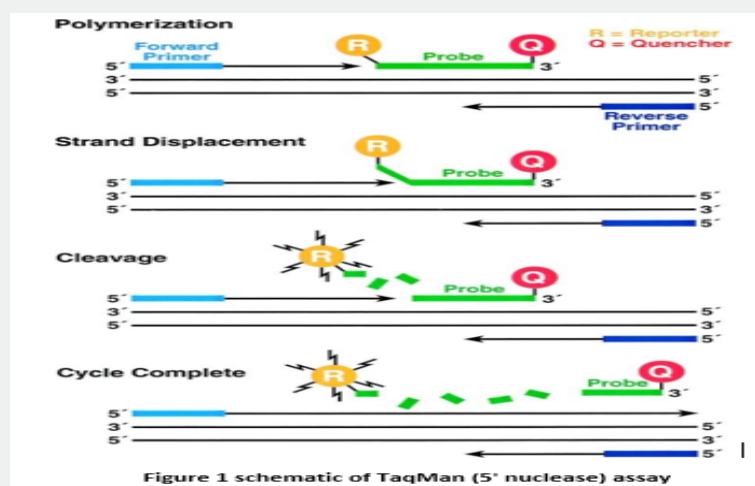 Polymerization
Forward Primer
R
Q
R = Reporter
Q = Quencher
Probe
5´ 3´
3´ 5´
5´ 3´
5´
Reverse Primer
Strand Displacement
R
Q
Probe
5´ 3´
3´ 5´
5´ 3´
5´
Cleavage
R
Q
Probe
5´ 3´
3´ 5´
5´ 3´
5´
Cycle Complete
R
Q
Probe
5´ 3´
3´ 5´
5´ 3´
5´
Figure 1 schematic of TaqMan (5' nuclease) assay